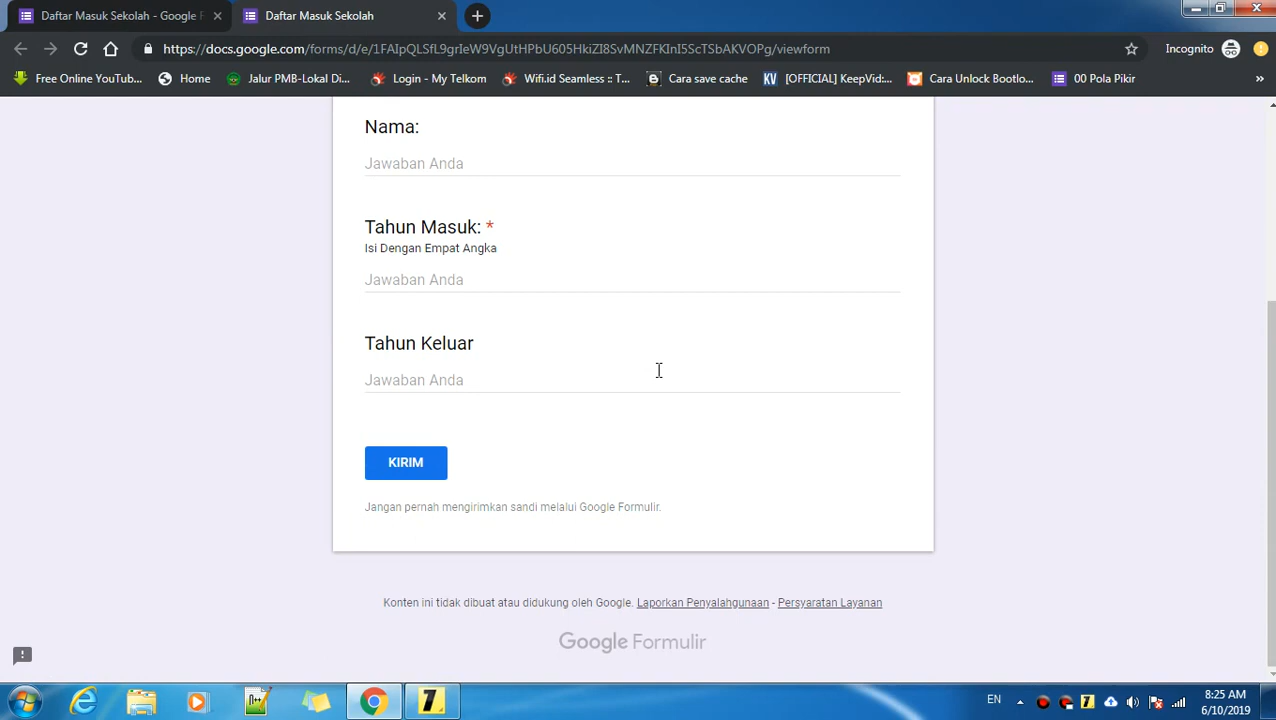 Daftar Masuk Sekolah - Google F
Daftar Masuk Sekolah
https://docs.google.com/forms/d/e/1FAIpQLSfL9grIeW9VgUtHPbU605HkiZI8SvMNZFKInI5ScTSbAKVOPg/viewform
Incognito
Free Online YouTub...
Home
Jalur PMB-Lokal Di...
Login - My Telkom
Wifi.id Seamless :: T...
Cara save cache
KV [OFFICIAL] KeepVid:...
Cara Unlock Bootlo...
00 Pola Pikir
»
Nama:
Jawaban Anda
Tahun Masuk: *
Isi Dengan Empat Angka
Jawaban Anda
Tahun Keluar
Jawaban Anda
KIRIM
Jangan pernah mengirimkan sandi melalui Google Formulir.
Konten ini tidak dibuat atau didukung oleh Google. Laporkan Penyalahgunaan - Persyaratan Layanan
Google Formulir
EN
8:25 AM
6/10/2019